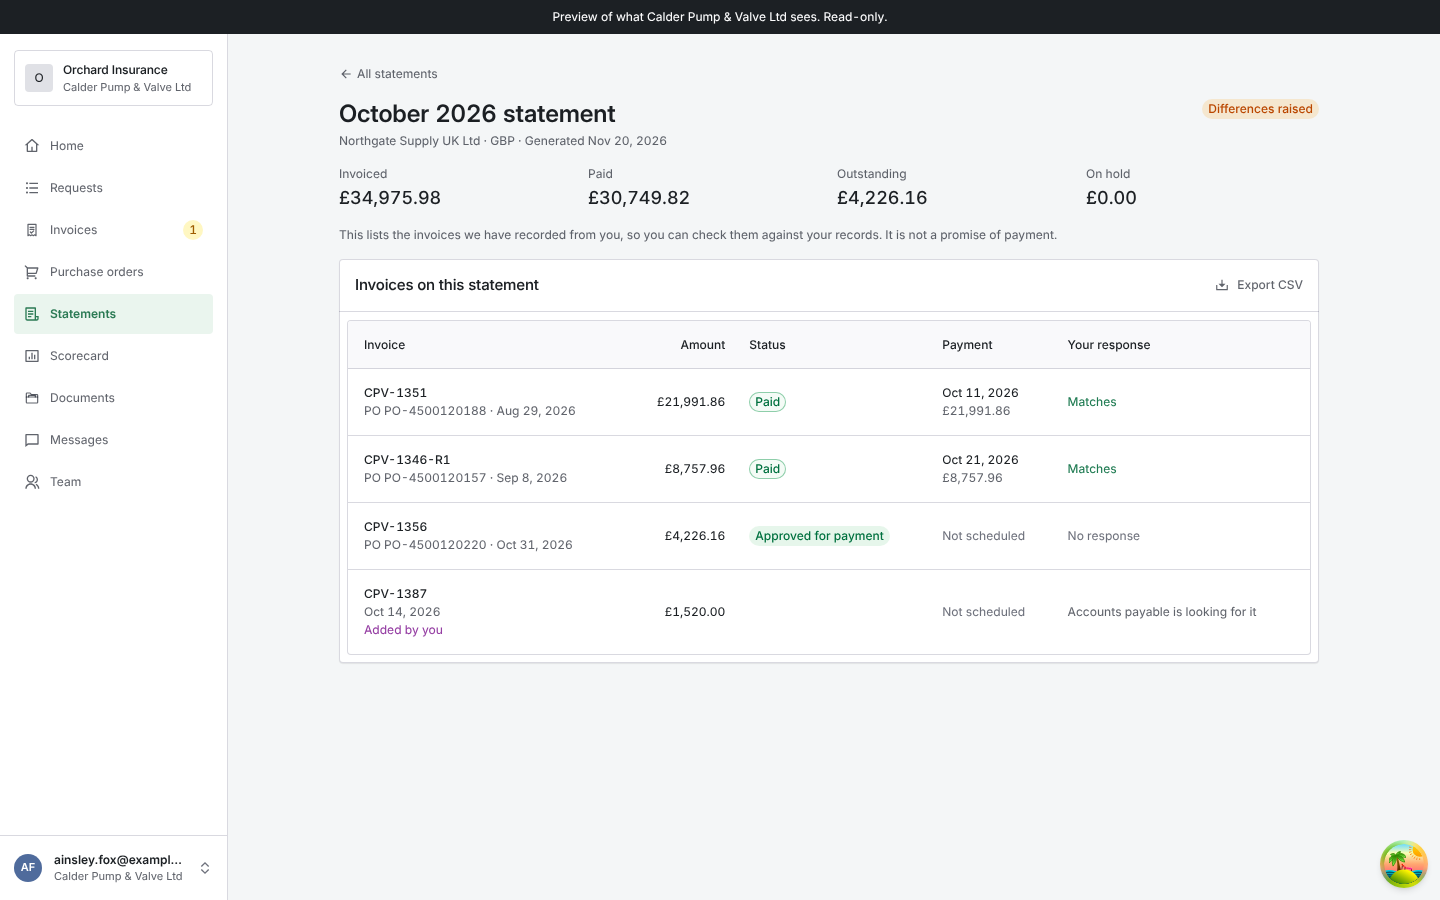 Preview of what Calder Pump & Valve Ltd sees. Read-only.
O
Orchard Insurance
Calder Pump & Valve Ltd
Home
Requests
Invoices
1
Purchase orders
Statements
Scorecard
Documents
Messages
Team
AF
ainsley.fox@exampl...
Calder Pump & Valve Ltd
← All statements
October 2026 statement
Differences raised
Northgate Supply UK Ltd · GBP · Generated Nov 20, 2026
Invoiced
£34,975.98
Paid
£30,749.82
Outstanding
£4,226.16
On hold
£0.00
This lists the invoices we have recorded from you, so you can check them against your records. It is not a promise of payment.
Invoices on this statement
Export CSV
Invoice Amount Status Payment Your response
CPV-1351
PO PO-4500120188 · Aug 29, 2026
£21,991.86
Paid
Oct 11, 2026
£21,991.86
Matches
CPV-1346-R1
PO PO-4500120157 · Sep 8, 2026
£8,757.96
Paid
Oct 21, 2026
£8,757.96
Matches
CPV-1356
PO PO-4500120220 · Oct 31, 2026
£4,226.16
Approved for payment
Not scheduled
No response
CPV-1387
Oct 14, 2026
Added by you
£1,520.00
Not scheduled
Accounts payable is looking for it